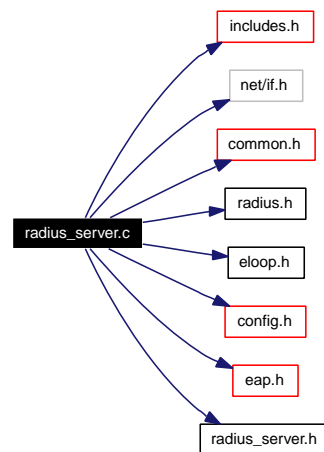 includes.h
net/if.h
common.h
radius.h
radius_server.c
eloop.h
config.h
eap.h
radius_server.h